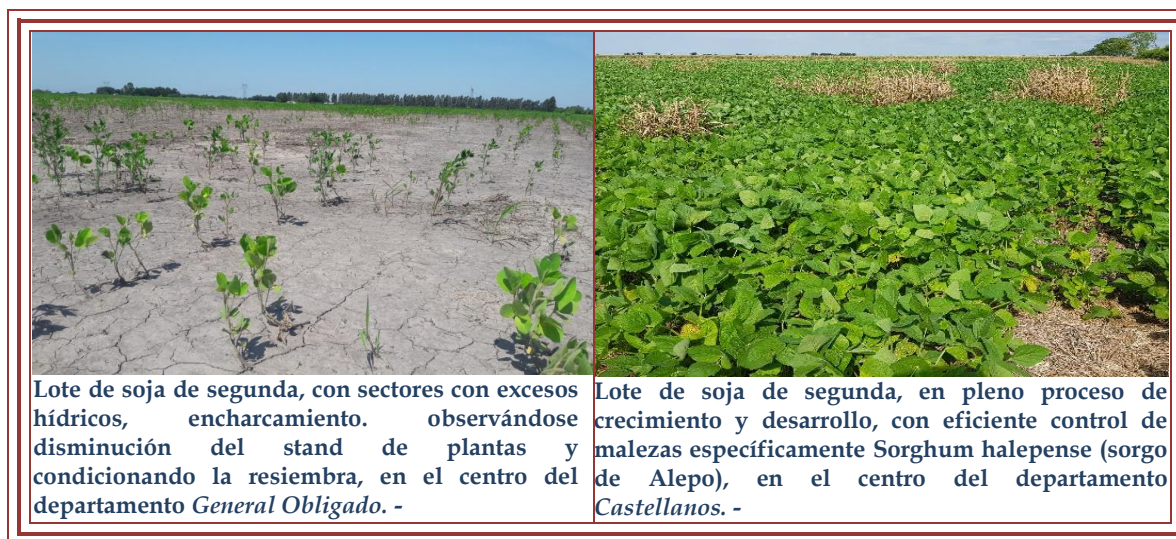 Lote de soja de segunda, con sectores con excesos
hídricos, encharcamiento. observándose
disminución del stand de plantas y
condicionando la resiembra, en el centro del
departamento General Obligado. -
Lote de soja de segunda, en pleno proceso de
crecimiento y desarrollo, con eficiente control de
malezas específicamente Sorghum halepense (sorgo
de Alepo), en el centro del departamento
Castellanos. -